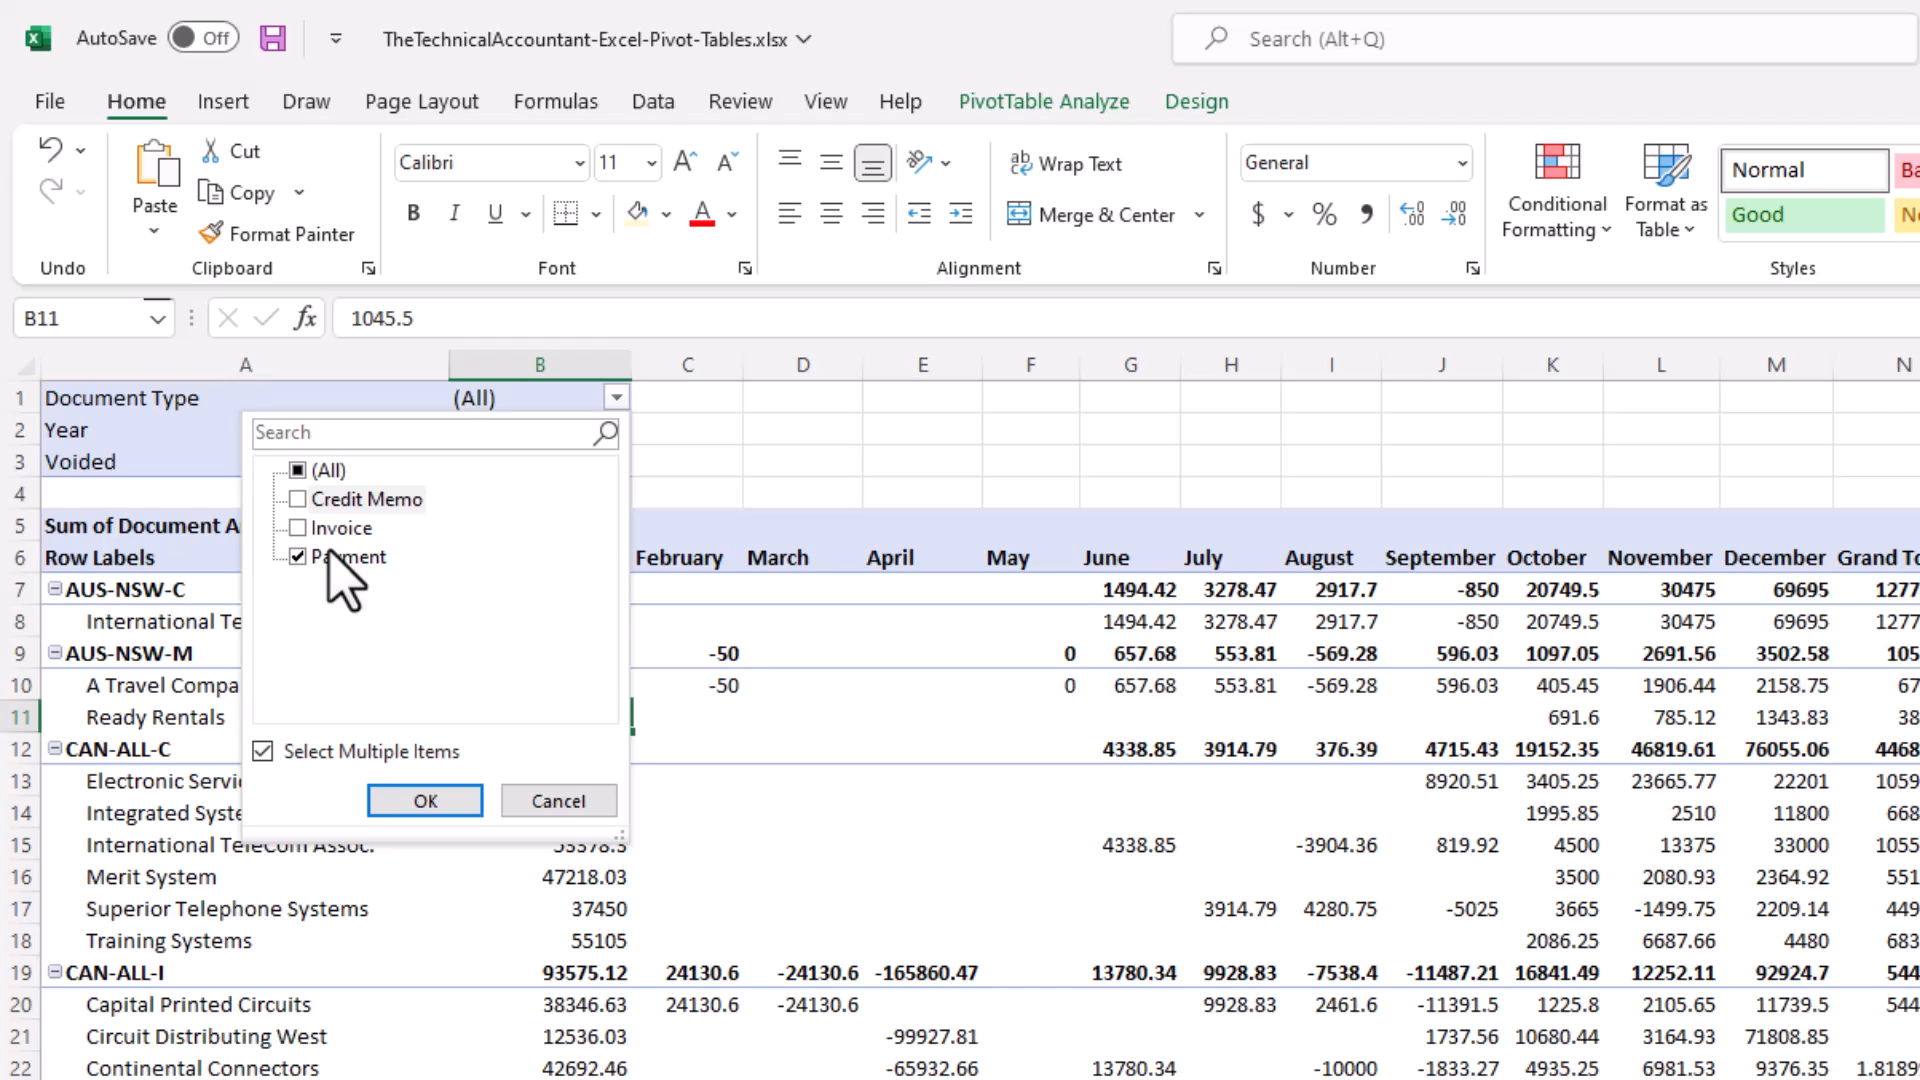 AutoSave Off TheTechnicalAccountant-Excel-Pivot-Tables.xlsx Search (Alt+Q)
File Home Insert Draw Page Layout Formulas Data Review View Help PivotTable Analyze Design
Paste Cut Copy Format Painter
Calibri 11
B I U A
Wrap Text
Merge & Center
General
$ % 9
Conditional Formatting
Format as Table
Normal
Good
Undo Clipboard Font Alignment Number Styles
B11 fx 1045.5
A B C D E F G H I J K L M N
1 Document Type (All)
2 Year
3 Voided
4
Search
(All)
Credit Memo
Invoice
Payment
Select Multiple Items
OK Cancel
5 Sum of Document
6 Row Labels February March April May June July August September October November December Grand
7 AUS-NSW-C 1494.42 3278.47 2917.7 -850 20749.5 30475 69695 1277
8 International 1494.42 3278.47 2917.7 -850 20749.5 30475 69695 1277
9 AUS-NSW-M -50 0 657.68 553.81 -569.28 596.03 1097.05 2691.56 3502.58 105
10 A Travel Compa -50 0 657.68 553.81 -569.28 596.03 405.45 1906.44 2158.75 67
11 Ready Rentals 691.6 785.12 1343.83 38
12 CAN-ALL-C 4338.85 3914.79 376.39 4715.43 19152.35 46819.61 76055.06 4468
13 Electronic 8920.51 3405.25 23665.77 22201 1059
14 Integrated 1995.85 2510 11800 668
15 International TeleCom Assoc. 4338.85 -3904.36 819.92 4500 13375 33000 1055
16 Merit System 47218.03 3500 2080.93 2364.92 551
17 Superior Telephone Systems 37450 3914.79 4280.75 -5025 3665 -1499.75 2209.14 449
18 Training Systems 55105 2086.25 6687.66 4480 683
19 CAN-ALL-I 93575.12 24130.6 -24130.6 -165860.47 13780.34 9928.83 -7538.4 -11487.21 16841.49 12252.11 92924.7 544
20 Capital Printed Circuits 38346.63 24130.6 -24130.6 9928.83 2461.6 -11391.5 1225.8 2105.65 11739.5 544
21 Circuit Distributing West 12536.03 -99927.81 1737.56 10680.44 3164.93 71808.85
22 Continental Connectors 42692.46 -65932.66 13780.34 -10000 -1833.27 4935.25 6981.53 9376.35 1.8189